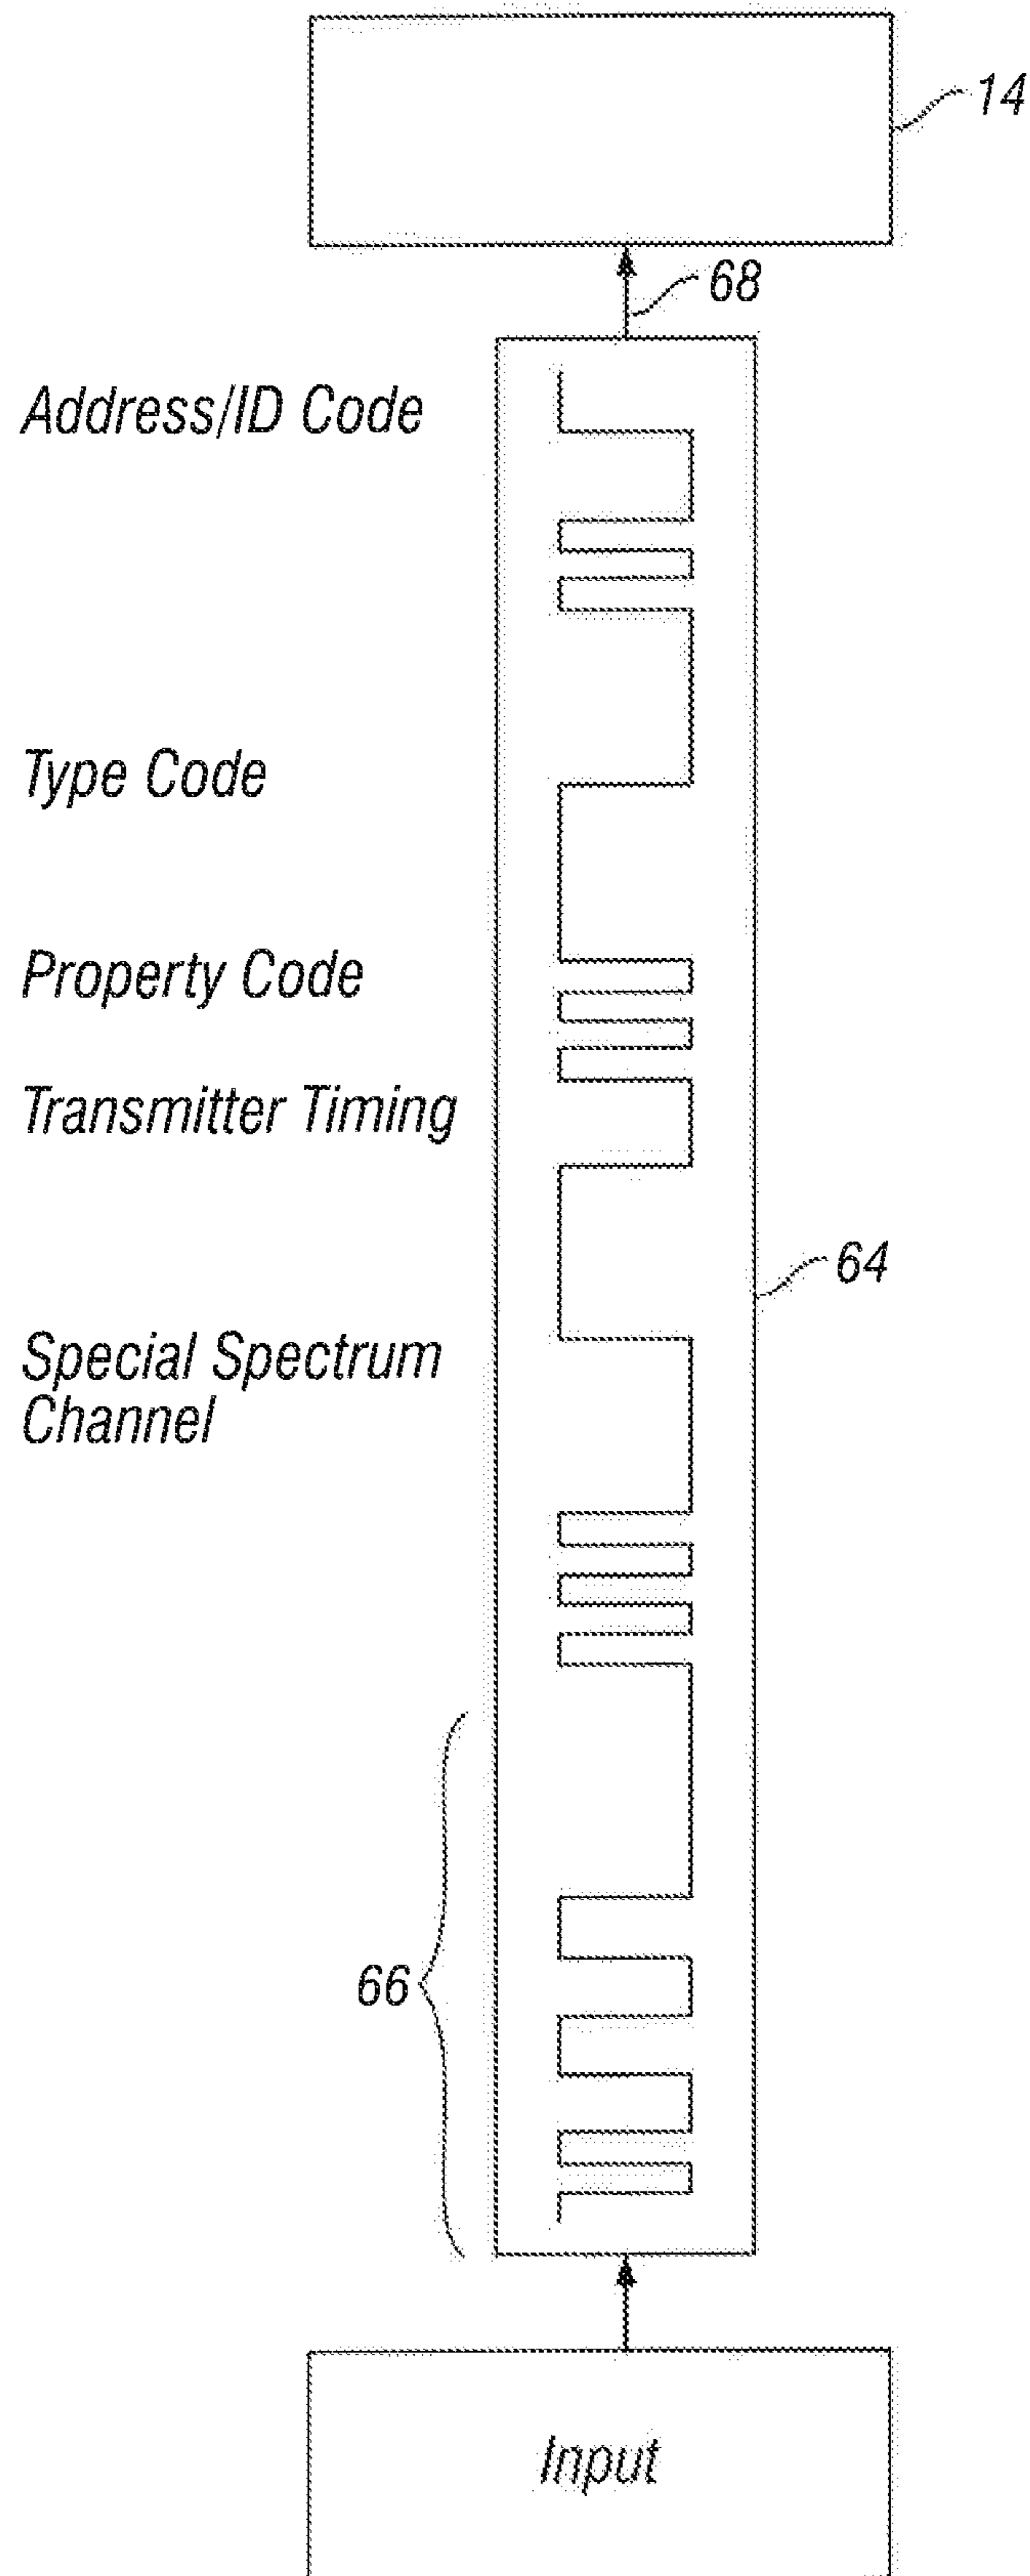 14
68
Address/ID Code
Type Code
Property Code
Transmitter Timing
64
Special Spectrum
Channel
66
Input